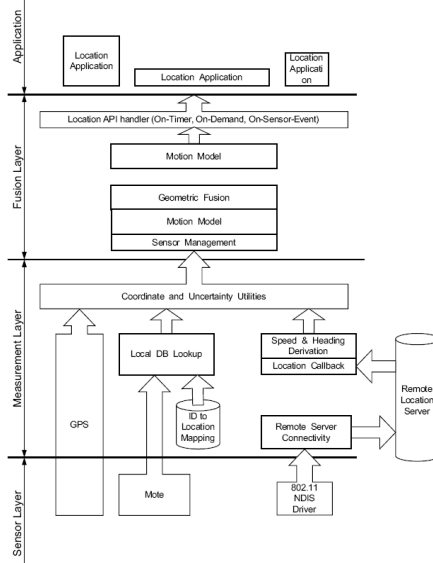 Application
Location
Application
Location Application
Location
Applicati
on
Fusion Layer
Location API handler (On-Timer, On-Demand, On-Sensor-Event)
Motion Model
Geometric Fusion
Motion Model
Sensor Management
Measurement Layer
Coordinate and Uncertainty Utilities
Local DB Lookup
Speed & Heading
Derivation
Location Callback
Remote
Location
Server
GPS
ID to
Location
Mapping
Remote Server
Connectivity
Sensor Layer
Mote
802.11
NDIS
Driver